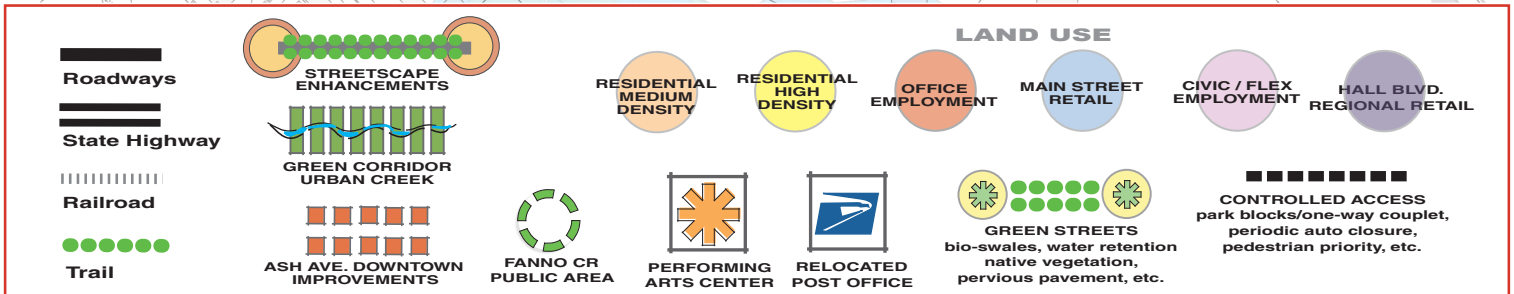 Roadways
State Highway
Railroad
Trail
STREETSCAPE
ENHANCEMENTS
GREEN CORRIDOR
URBAN CREEK
ASH AVE. DOWNTOWN
IMPROVEMENTS
FANNO CR
PUBLIC AREA
LAND USE
RESIDENTIAL
MEDIUM
DENSITY
RESIDENTIAL
HIGH
DENSITY
OFFICE
EMPLOYMENT
MAIN STREET
RETAIL
CIVIC / FLEX
EMPLOYMENT
HALL BLVD.
REGIONAL RETAIL
PERFORMING
ARTS CENTER
RELOCATED
POST OFFICE
GREEN STREETS
bio-swales, water retention
native vegetation,
pervious pavement, etc.
CONTROLLED ACCESS
park blocks/one-way couplet,
periodic auto closure,
pedestrian priority, etc.